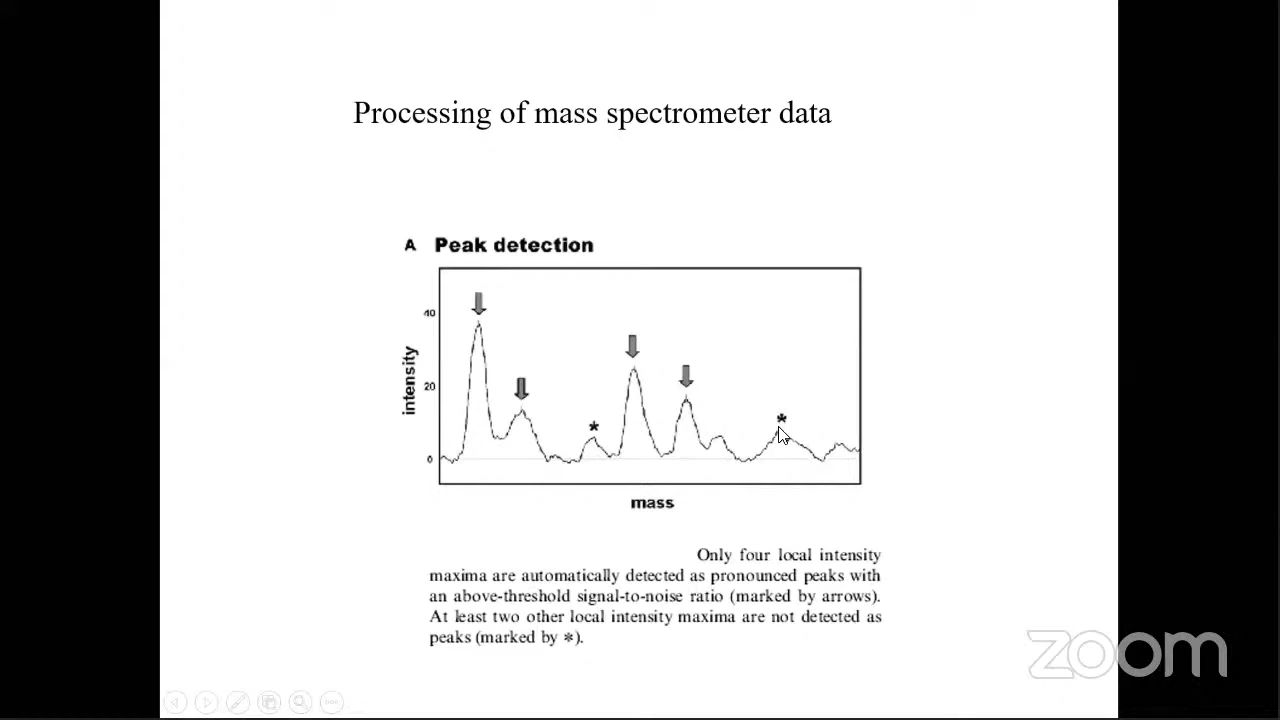 Processing of mass spectrometer data
A Peak detection
40
20
0
intensity
*
*
mass
Only four local intensity
maxima are automatically detected as pronounced peaks with
an above-threshold signal-to-noise ratio (marked by arrows).
At least two other local intensity maxima are not detected as
peaks (marked by *).
zoom